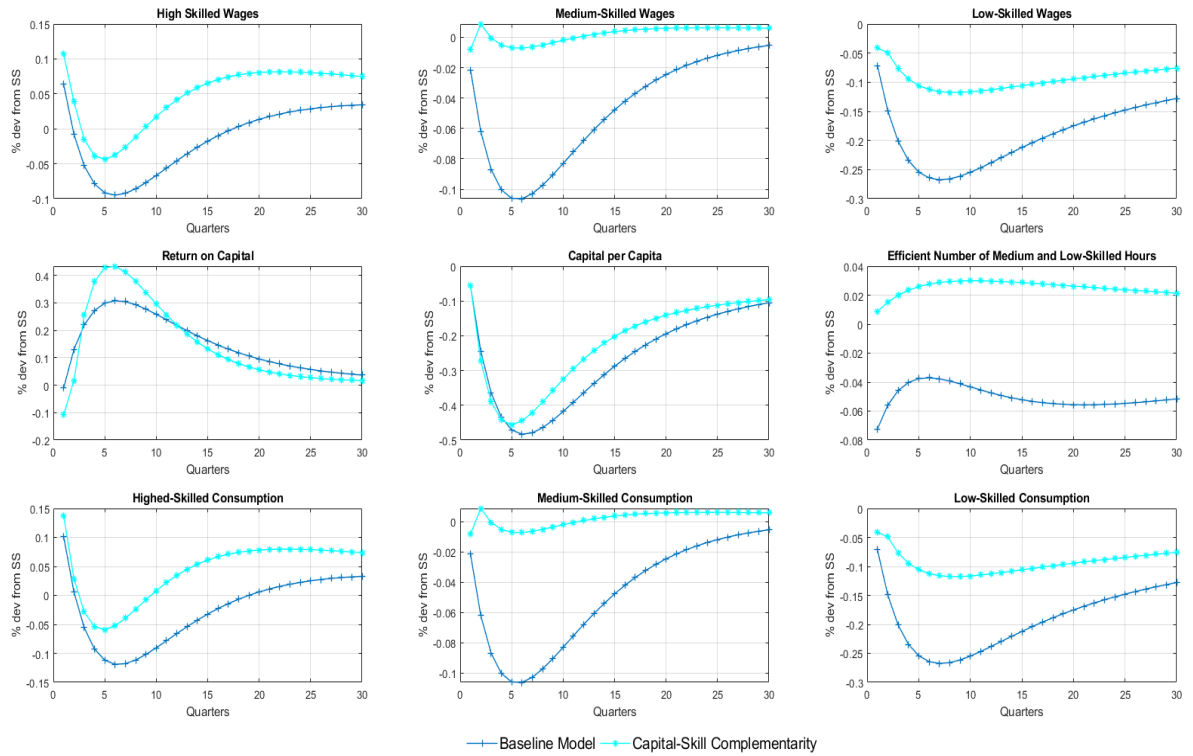 High Skilled Wages
0.15
0.1
0.05
0
-0.05
-0.1
% dev from SS
0 5 10 15 20 25 30
Quarters
Medium-Skilled Wages
0
-0.02
-0.04
-0.06
-0.08
-0.1
% dev from SS
0 5 10 15 20 25 30
Quarters
Low-Skilled Wages
0
-0.05
-0.1
-0.15
-0.2
-0.25
-0.3
% dev from SS
0 5 10 15 20 25 30
Quarters
Return on Capital
0.4
0.3
0.2
0.1
0
-0.1
-0.2
% dev from SS
0 5 10 15 20 25 30
Quarters
Capital per Capita
0
-0.1
-0.2
-0.3
-0.4
-0.5
% dev from SS
0 5 10 15 20 25 30
Quarters
Efficient Number of Medium and Low-Skilled Hours
0.04
0.02
0
-0.02
-0.04
-0.06
-0.08
% dev from SS
0 5 10 15 20 25 30
Quarters
Highed-Skilled Consumption
0.15
0.1
0.05
0
-0.05
-0.1
-0.15
% dev from SS
0 5 10 15 20 25 30
Quarters
Medium-Skilled Consumption
0
-0.02
-0.04
-0.06
-0.08
-0.1
% dev from SS
0 5 10 15 20 25 30
Quarters
Low-Skilled Consumption
0
-0.05
-0.1
-0.15
-0.2
-0.25
-0.3
% dev from SS
0 5 10 15 20 25 30
Quarters
Baseline Model Capital-Skill Complementarity